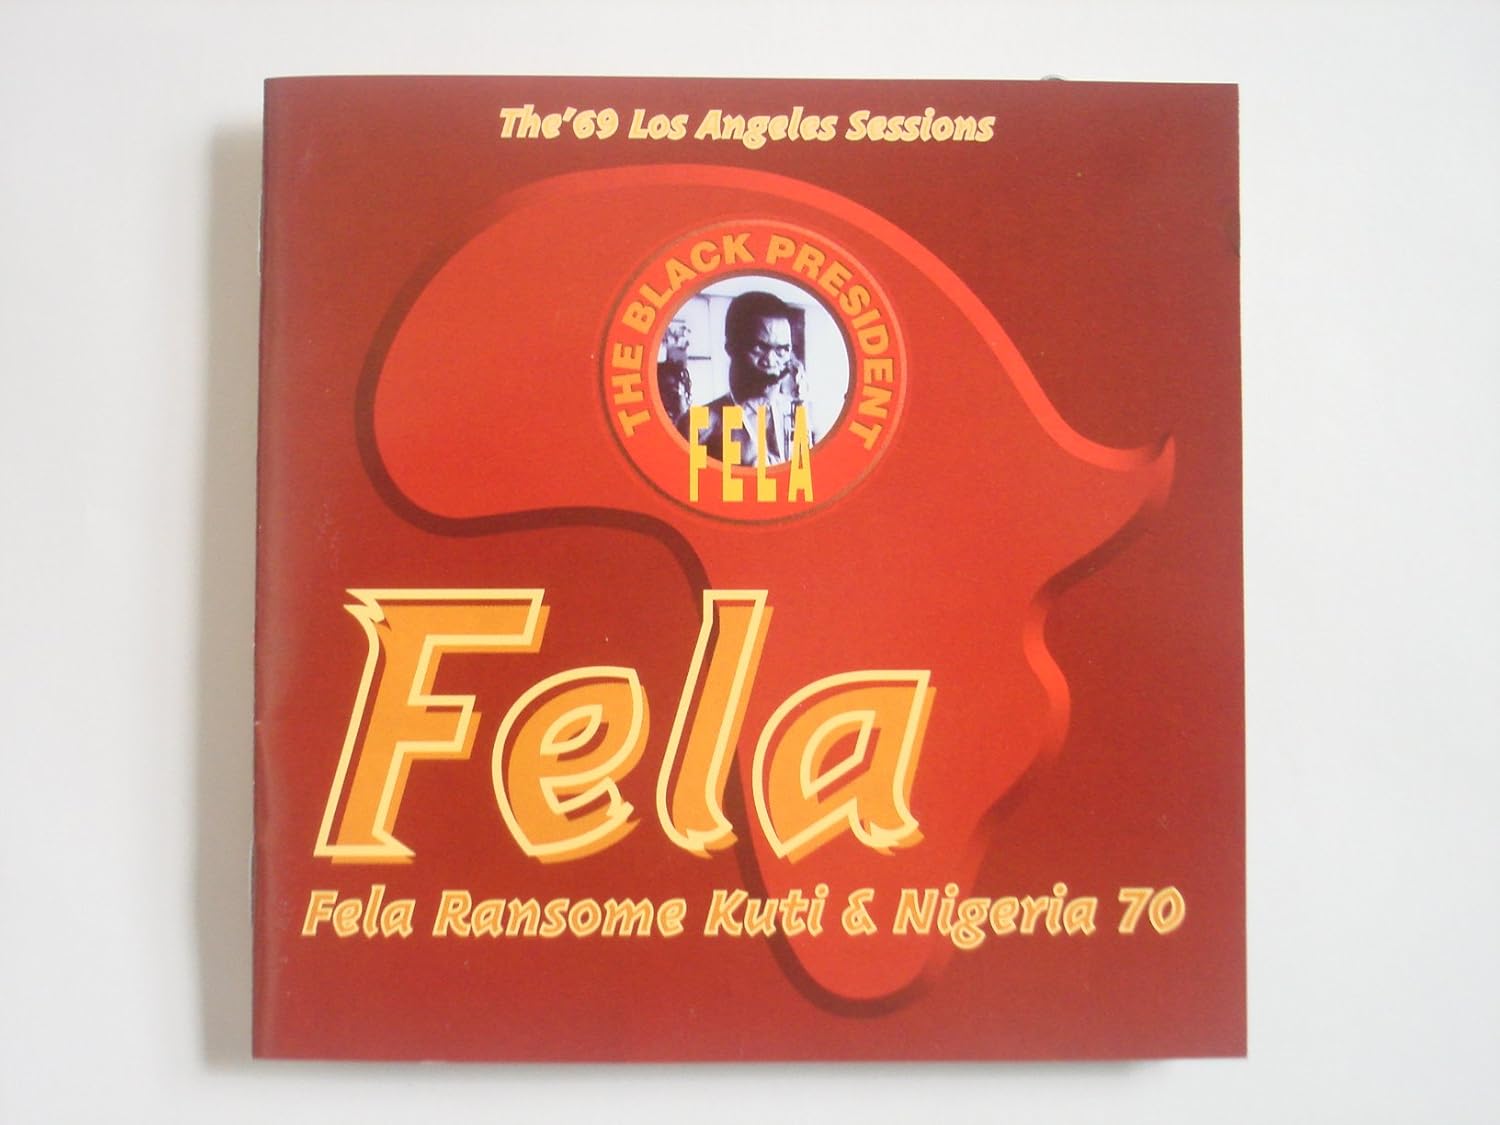 The '69 Los Angeles Sessions
THE BLACK PRESIDENT
FELA
Fela
Fela Ransome Kuti & Nigeria 70